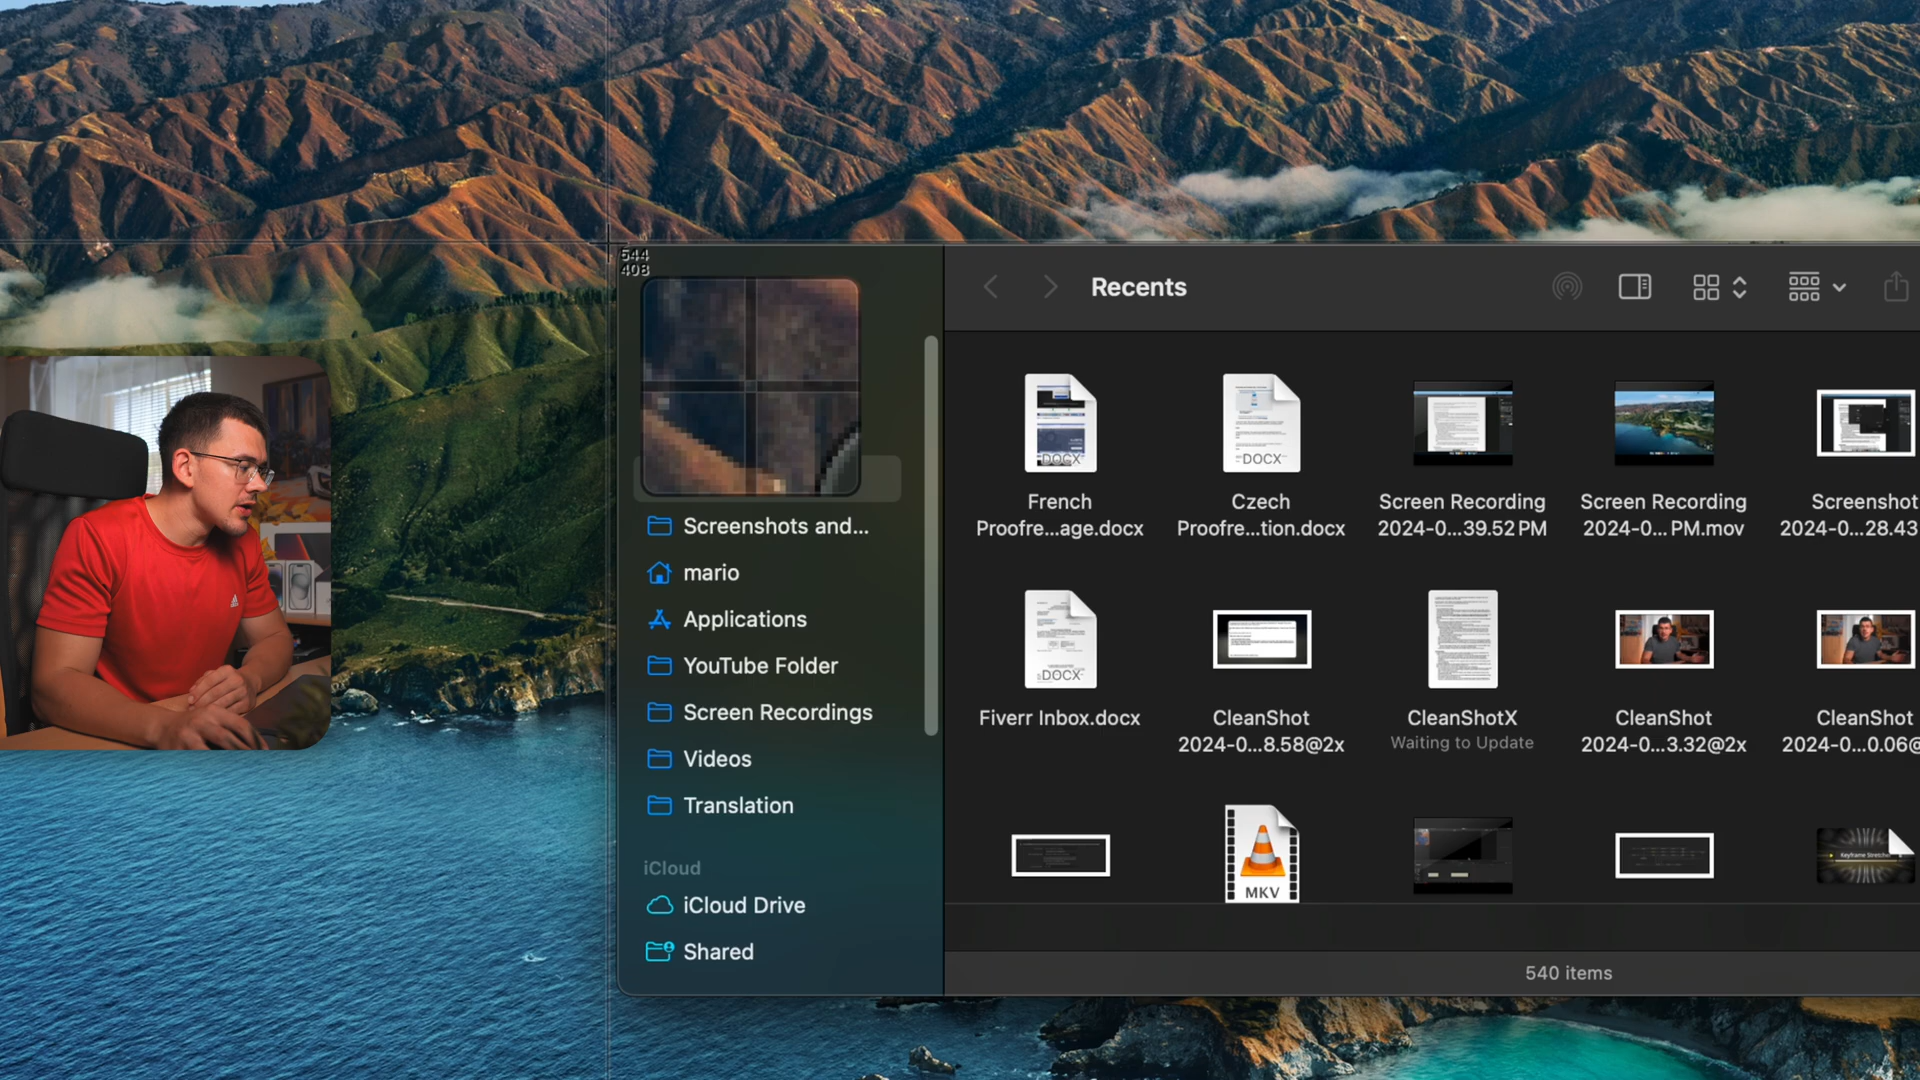 544
408
Recents
Screenshots and...
mario
Applications
YouTube Folder
Screen Recordings
Videos
Translation
iCloud
iCloud Drive
Shared
DOCX
French
Proofre...age.docx
DOCX
Czech
Proofre...tion.docx
Screen Recording
2024-0...39.52 PM
Screen Recording
2024-0... PM.mov
Screenshot
2024-0...28.43
DOCX
Fiverr Inbox.docx
CleanShot
2024-0...8.58@2x
CleanShotX
Waiting to Update
CleanShot
2024-0...3.32@2x
CleanShot
2024-0...0.06@
MKV
540 items